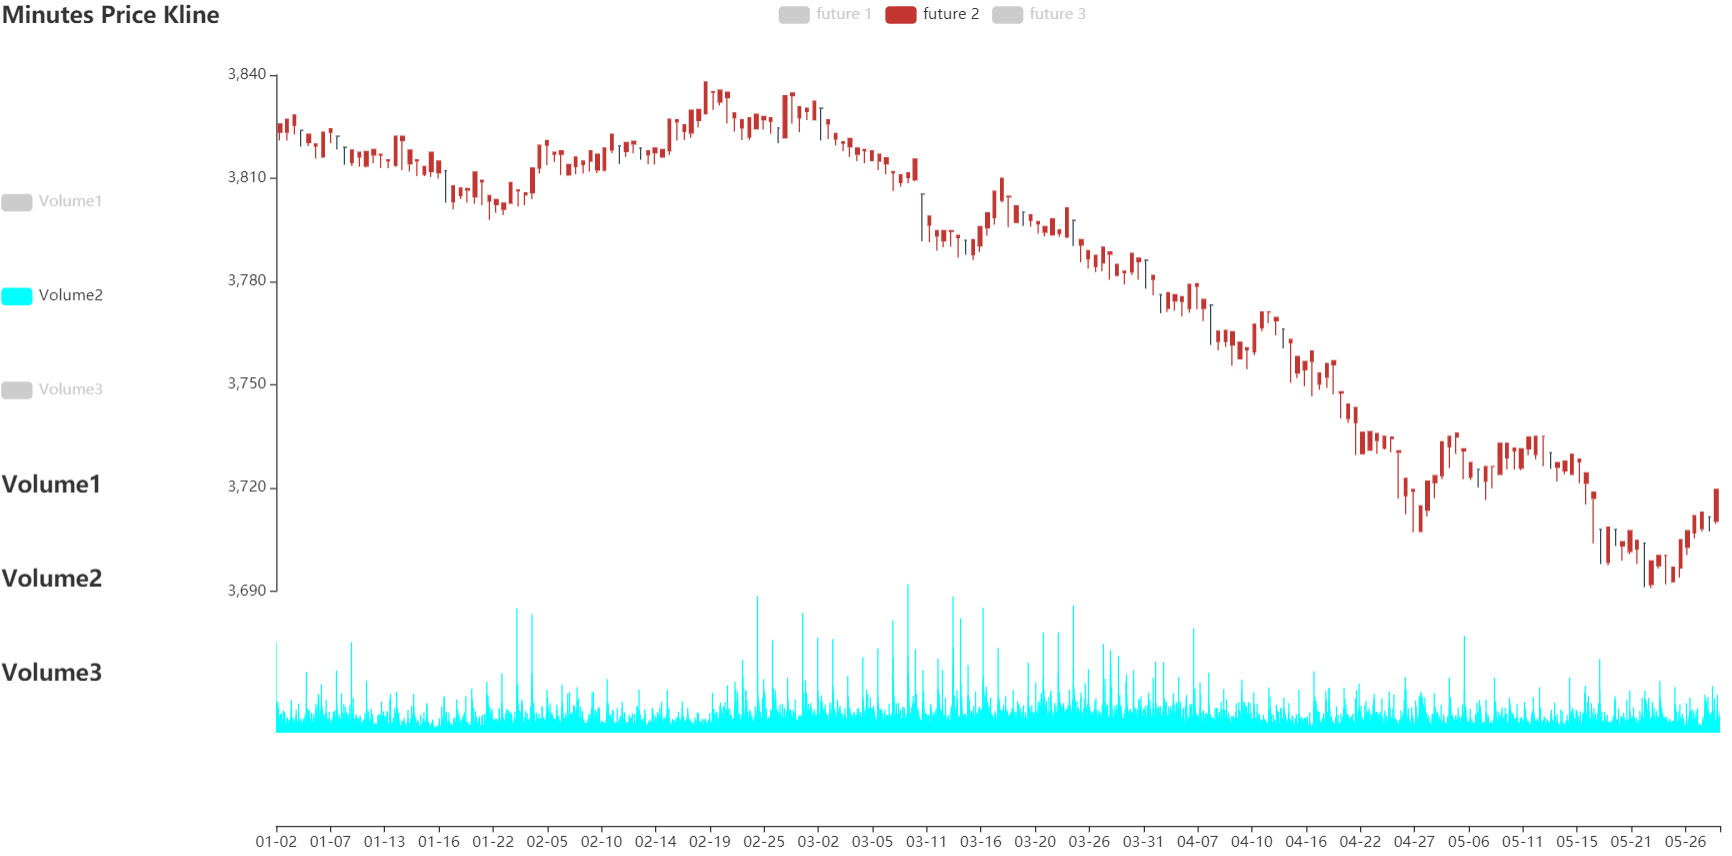 Minutes Price Kline
future 1 future 2 future 3
3,840
3,810
3,780
3,750
3,720
3,690
Volume1
Volume2
Volume3
Volume1
Volume2
Volume3
01-02 01-07 01-13 01-16 01-22 02-05 02-10 02-14 02-19 02-25 03-02 03-05 03-11 03-16 03-20 03-26 03-31 04-07 04-10 04-16 04-22 04-27 05-06 05-11 05-15 05-21 05-26